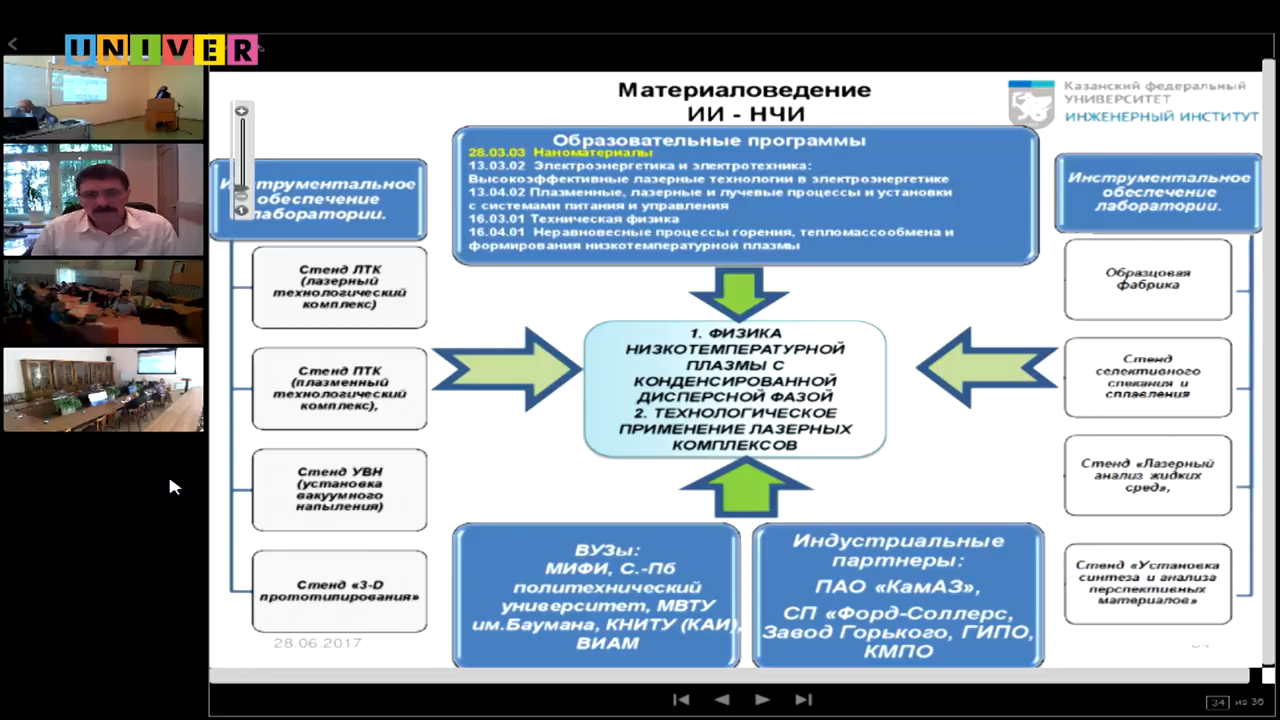 UNIVER
Материаловедение
ИИ - НЧИ
Казанский федеральный
УНИВЕРСИТЕТ
ИНЖЕНЕРНЫЙ ИНСТИТУТ
Образовательные программы
28.03.03 Наноматериалы
13.03.02 Электроэнергетика и электротехника:
Высокоэффективные лазерные технологии в электроэнергетике
13.04.02 Плазменные, лазерные и лучевые процессы и установки
с системами питания и управления
16.03.01 Техническая физика
16.04.01 Неравновесные процессы горения, тепломассообмена и
формирования низкотемпературной плазмы
Инструментальное
обеспечение
лаборатории.
Стенд ЛТК
(лазерный
технологический
комплекс)
Стенд ПТК
(плазменный
технологический
комплекс),
Стенд УВН
(установка
вакуумного
напыления)
Стенд «3-D
прототипирования»
1. ФИЗИКА
НИЗКОТЕМПЕРАТУРНОЙ
ПЛАЗМЫ С
КОНДЕНСИРОВАННОЙ
ДИСПЕРСНОЙ ФАЗОЙ
2. ТЕХНОЛОГИЧЕСКОЕ
ПРИМЕНЕНИЕ ЛАЗЕРНЫХ
КОМПЛЕКСОВ
Инструментальное
обеспечение
лаборатории.
Образцовая
фабрика
Стенд
селективного
спекания и
сплавления
Стенд «Лазерный
анализ жидких
сред»,
Стенд «Установка
синтеза и анализа
перспективных
материалов»
ВУЗы:
МИФИ, С.-Пб
политехнический
университет, МВТУ
им.Баумана, КНИТУ (КАИ),
ВИАМ
Индустриальные
партнеры:
ПАО «КамАЗ»,
СП «Форд-Соллерс,
Завод Горького, ГИПО,
КМПО
28.06.2017
34 из 36